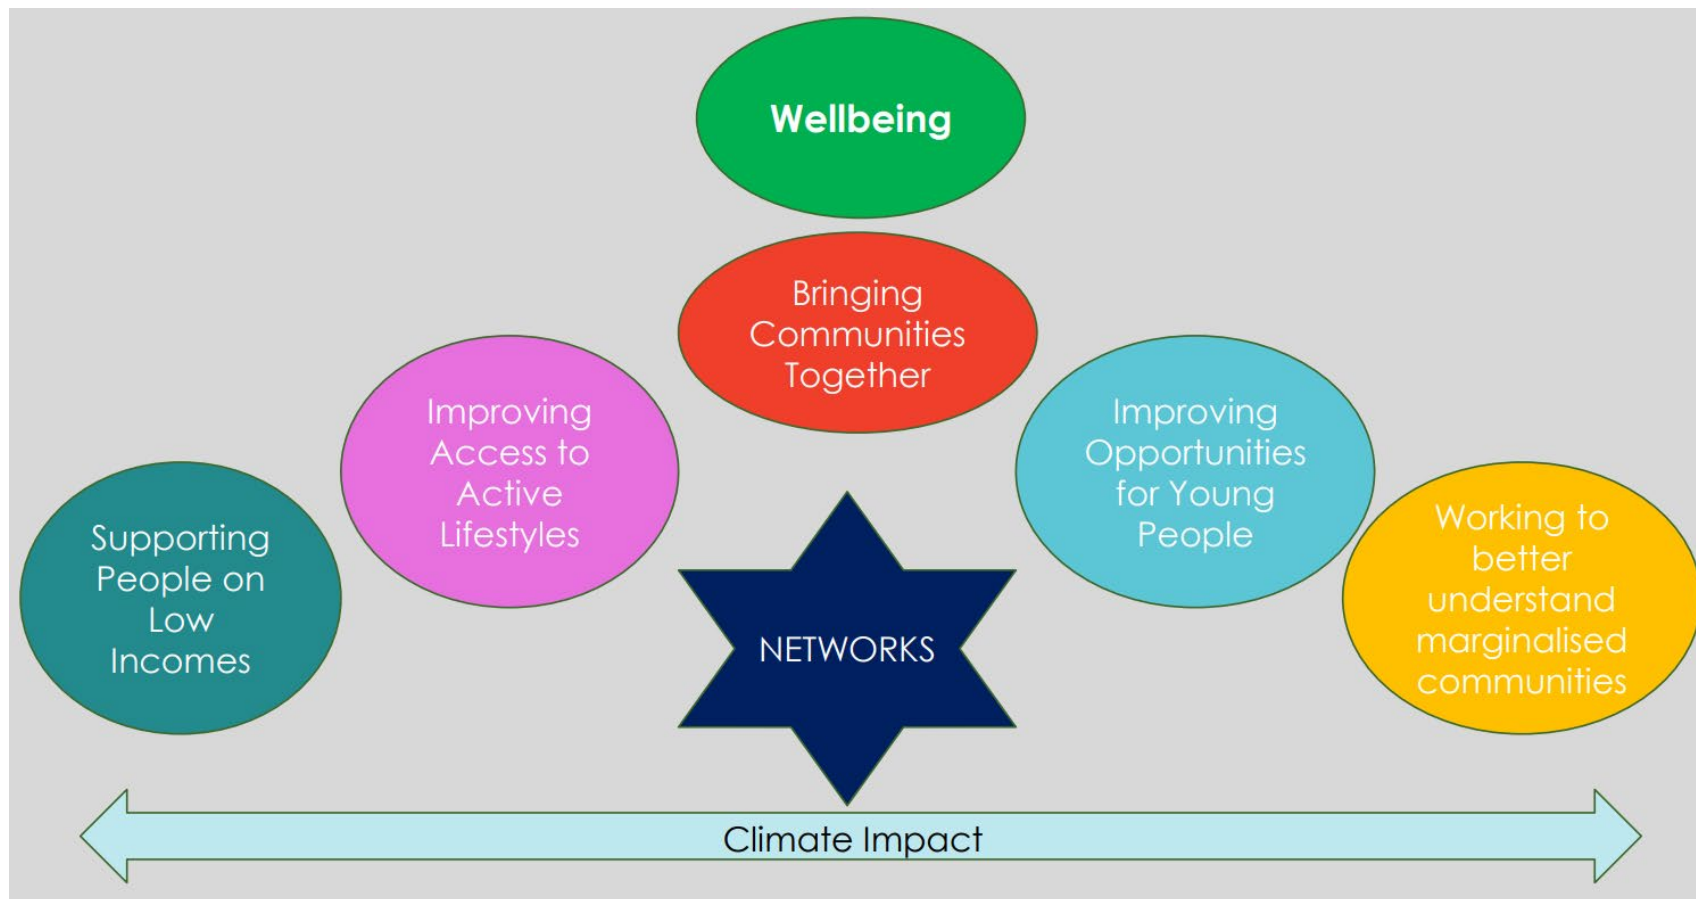 Wellbeing
Bringing
Communities
Together
Improving
Access to
Active
Lifestyles
Improving
Opportunities
for Young
People
Supporting
People on
Low
Incomes
Working to
better
understand
marginalised
communities
NETWORKS
Climate Impact